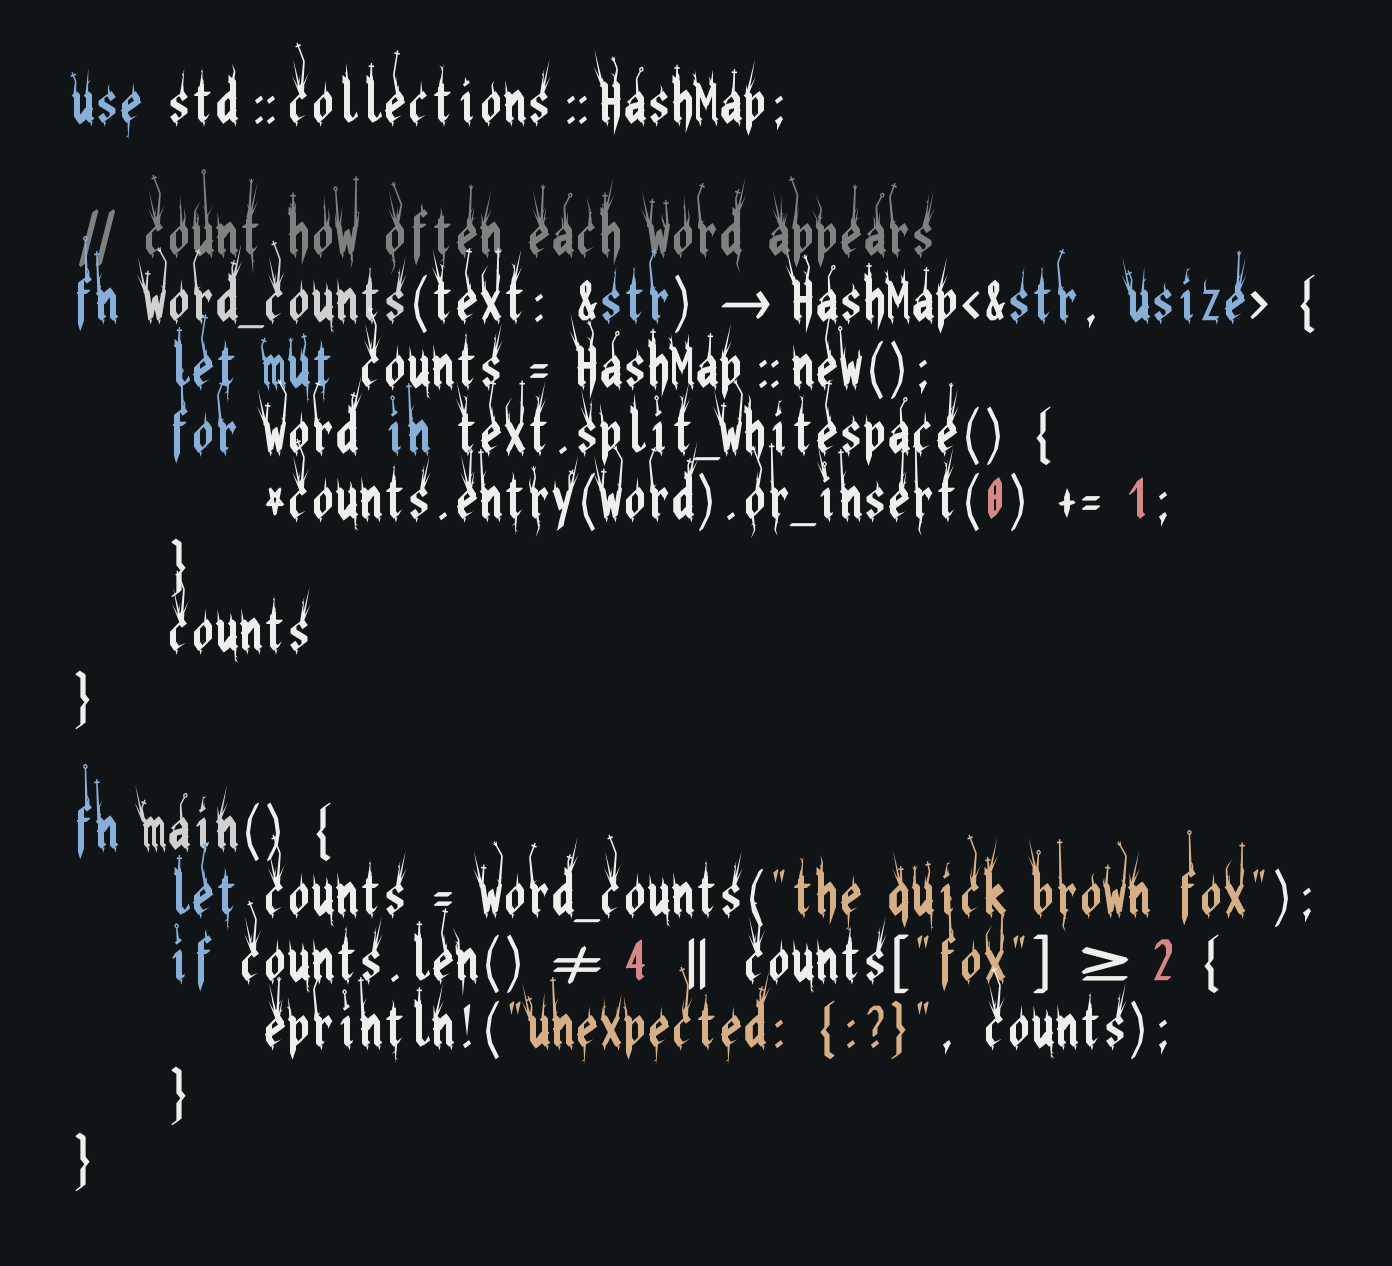 use std::collections::HashMap;

// count how often each word appears
fn word_counts(text: &str) -> HashMap<&str, usize> {
    let mut counts = HashMap::new();
    for word in text.split_whitespace() {
        *counts.entry(word).or_insert(0) += 1;
    }
    counts
}

fn main() {
    let counts = word_counts("the quick brown fox");
    if counts.len() != 4 || counts["fox"] >= 2 {
        eprintln!("unexpected: {:?}", counts);
    }
}